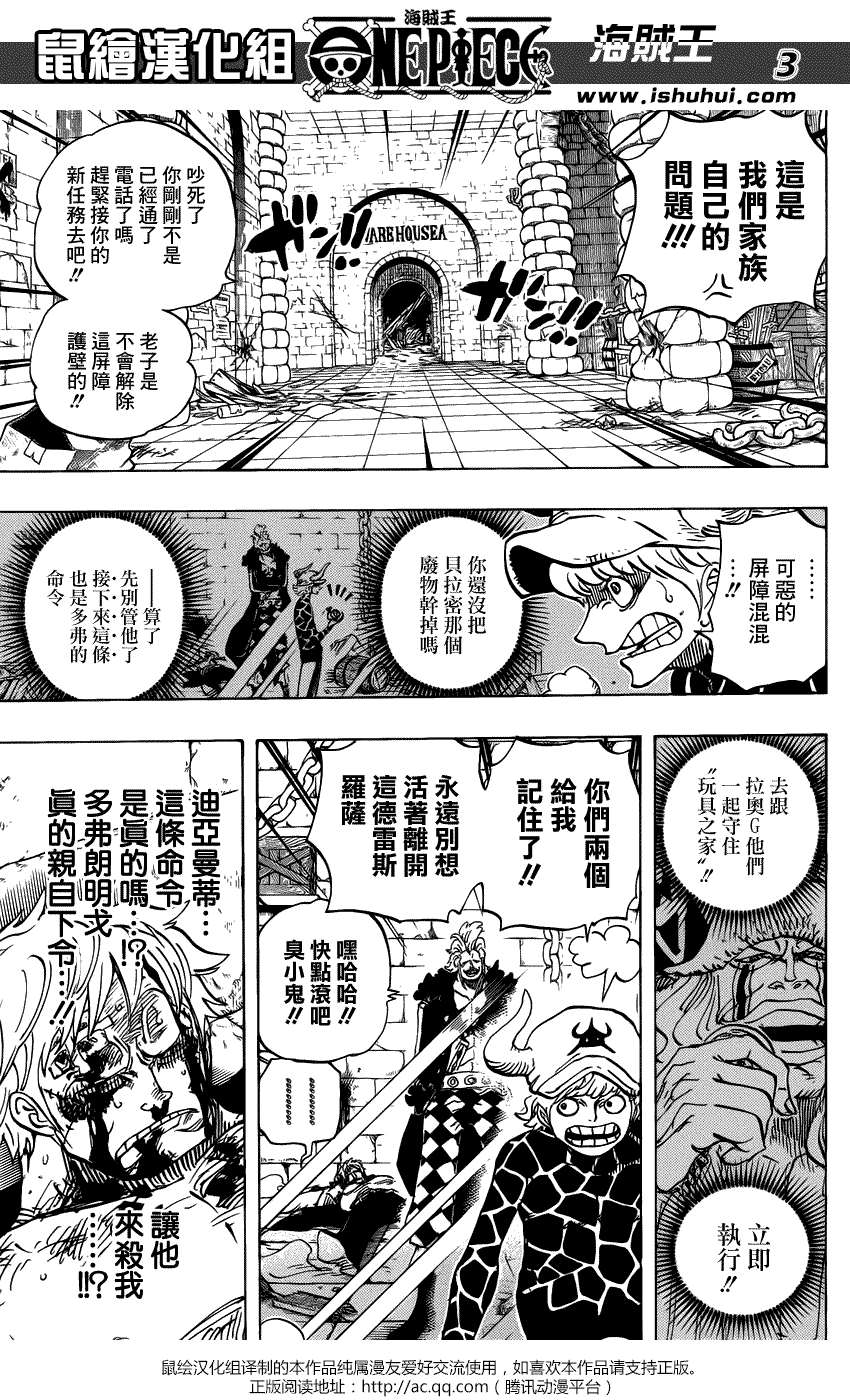 鼠繪漢化組
海賊王
ONE PIECE
海賊王
3
www.ishuhui.com
這是
我們家族
自己的
問題!!!
吵死了
你剛剛不是
已經通了
電話了嗎
趕緊接你的
新任務去吧!!
老子是
不會解除
這屏障
護壁的!!
AREHOUSEA
ガーン!!
ガーン!!
……
可惡的
屏障混混
…!!
你還沒把
貝拉密那個
廢物幹掉嗎
——算了
先別管他了
接下來這條
也是多弗的
命令
去跟
拉奧G他們
一起守住
〝玩具之家〞!!
立即
執行!!
你們兩個
給我
記住了!!
永遠別想
活著離開
這德雷斯
羅薩
嘿哈哈!!
快點滾吧
臭小鬼!!
………
………
迪亞曼蒂…
這條命令
是真的嗎…!?
多弗朗明戈
真的親自下令…!!
讓他
來殺我
……!!?
鼠绘汉化组译制的本作品纯属漫友爱好交流使用，如喜欢本作品请支持正版。
正版阅读地址：http://ac.qq.com（腾讯动漫平台）